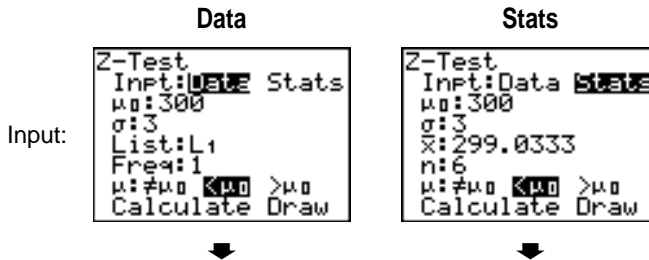 Data
Stats
Input:
Z-Test
Inpt:Data Stats
μ0:300
σ:3
List:L1
Freq:1
μ:≠μ0 <μ0 >μ0
Calculate Draw
Z-Test
Inpt:Data Stats
μ0:300
σ:3
x̄:299.0333
n:6
μ:≠μ0 <μ0 >μ0
Calculate Draw